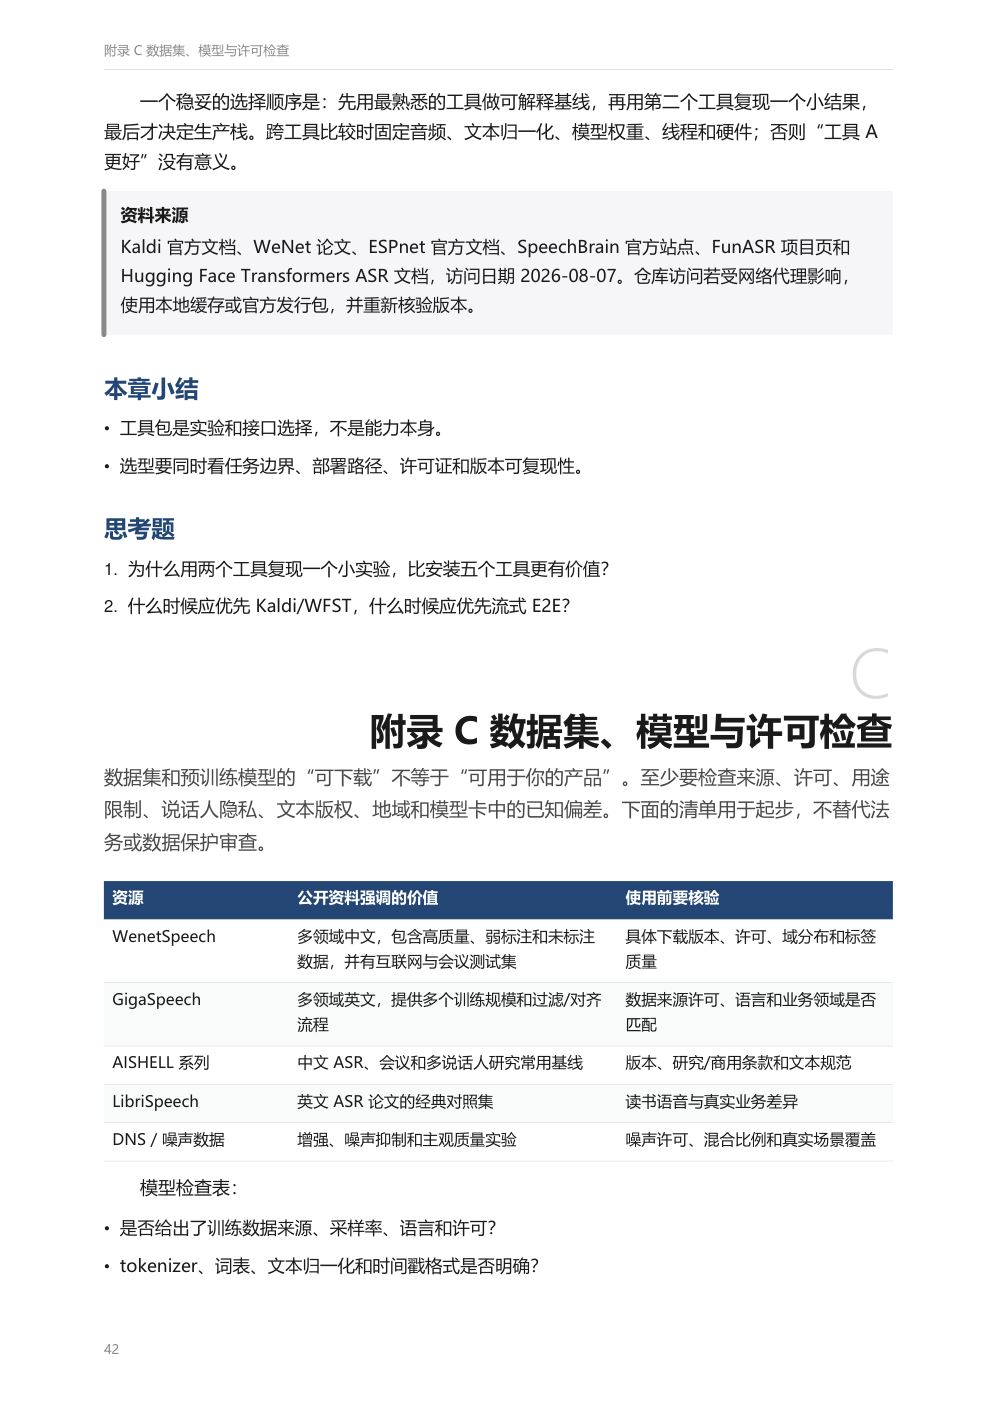 附录 C 数据集、模型与许可检查
一个稳妥的选择顺序是：先用最熟悉的工具做可解释基线，再用第二个工具复现一个小结果，
最后才决定生产栈。跨工具比较时固定音频、文本归一化、模型权重、线程和硬件；否则“工具 A
更好”没有意义。
资料来源
Kaldi 官方文档、WeNet 论文、ESPnet 官方文档、SpeechBrain 官方站点、FunASR 项目页和
Hugging Face Transformers ASR 文档，访问日期 2026-08-07。仓库访问若受网络代理影响，
使用本地缓存或官方发行包，并重新核验版本。
本章小结
• 工具包是实验和接口选择，不是能力本身。
• 选型要同时看任务边界、部署路径、许可证和版本可复现性。
思考题
1. 为什么用两个工具复现一个小实验，比安装五个工具更有价值？
2. 什么时候应优先 Kaldi/WFST，什么时候应优先流式 E2E？
C
附录 C 数据集、模型与许可检查
数据集和预训练模型的“可下载”不等于“可用于你的产品”。至少要检查来源、许可、用途
限制、说话人隐私、文本版权、地域和模型卡中的已知偏差。下面的清单用于起步，不替代法
务或数据保护审查。
资源 公开资料强调的价值 使用前要核验
WenetSpeech 多领域中文，包含高质量、弱标注和未标注 具体下载版本、许可、域分布和标签
数据，并有互联网与会议测试集 质量
GigaSpeech 多领域英文，提供多个训练规模和过滤/对齐 数据来源许可、语言和业务领域是否
流程 匹配
AISHELL 系列 中文 ASR、会议和多说话人研究常用基线 版本、研究/商用条款和文本规范
LibriSpeech 英文 ASR 论文的经典对照集 读书语音与真实业务差异
DNS / 噪声数据 增强、噪声抑制和主观质量实验 噪声许可、混合比例和真实场景覆盖
模型检查表：
• 是否给出了训练数据来源、采样率、语言和许可？
• tokenizer、词表、文本归一化和时间戳格式是否明确？
42